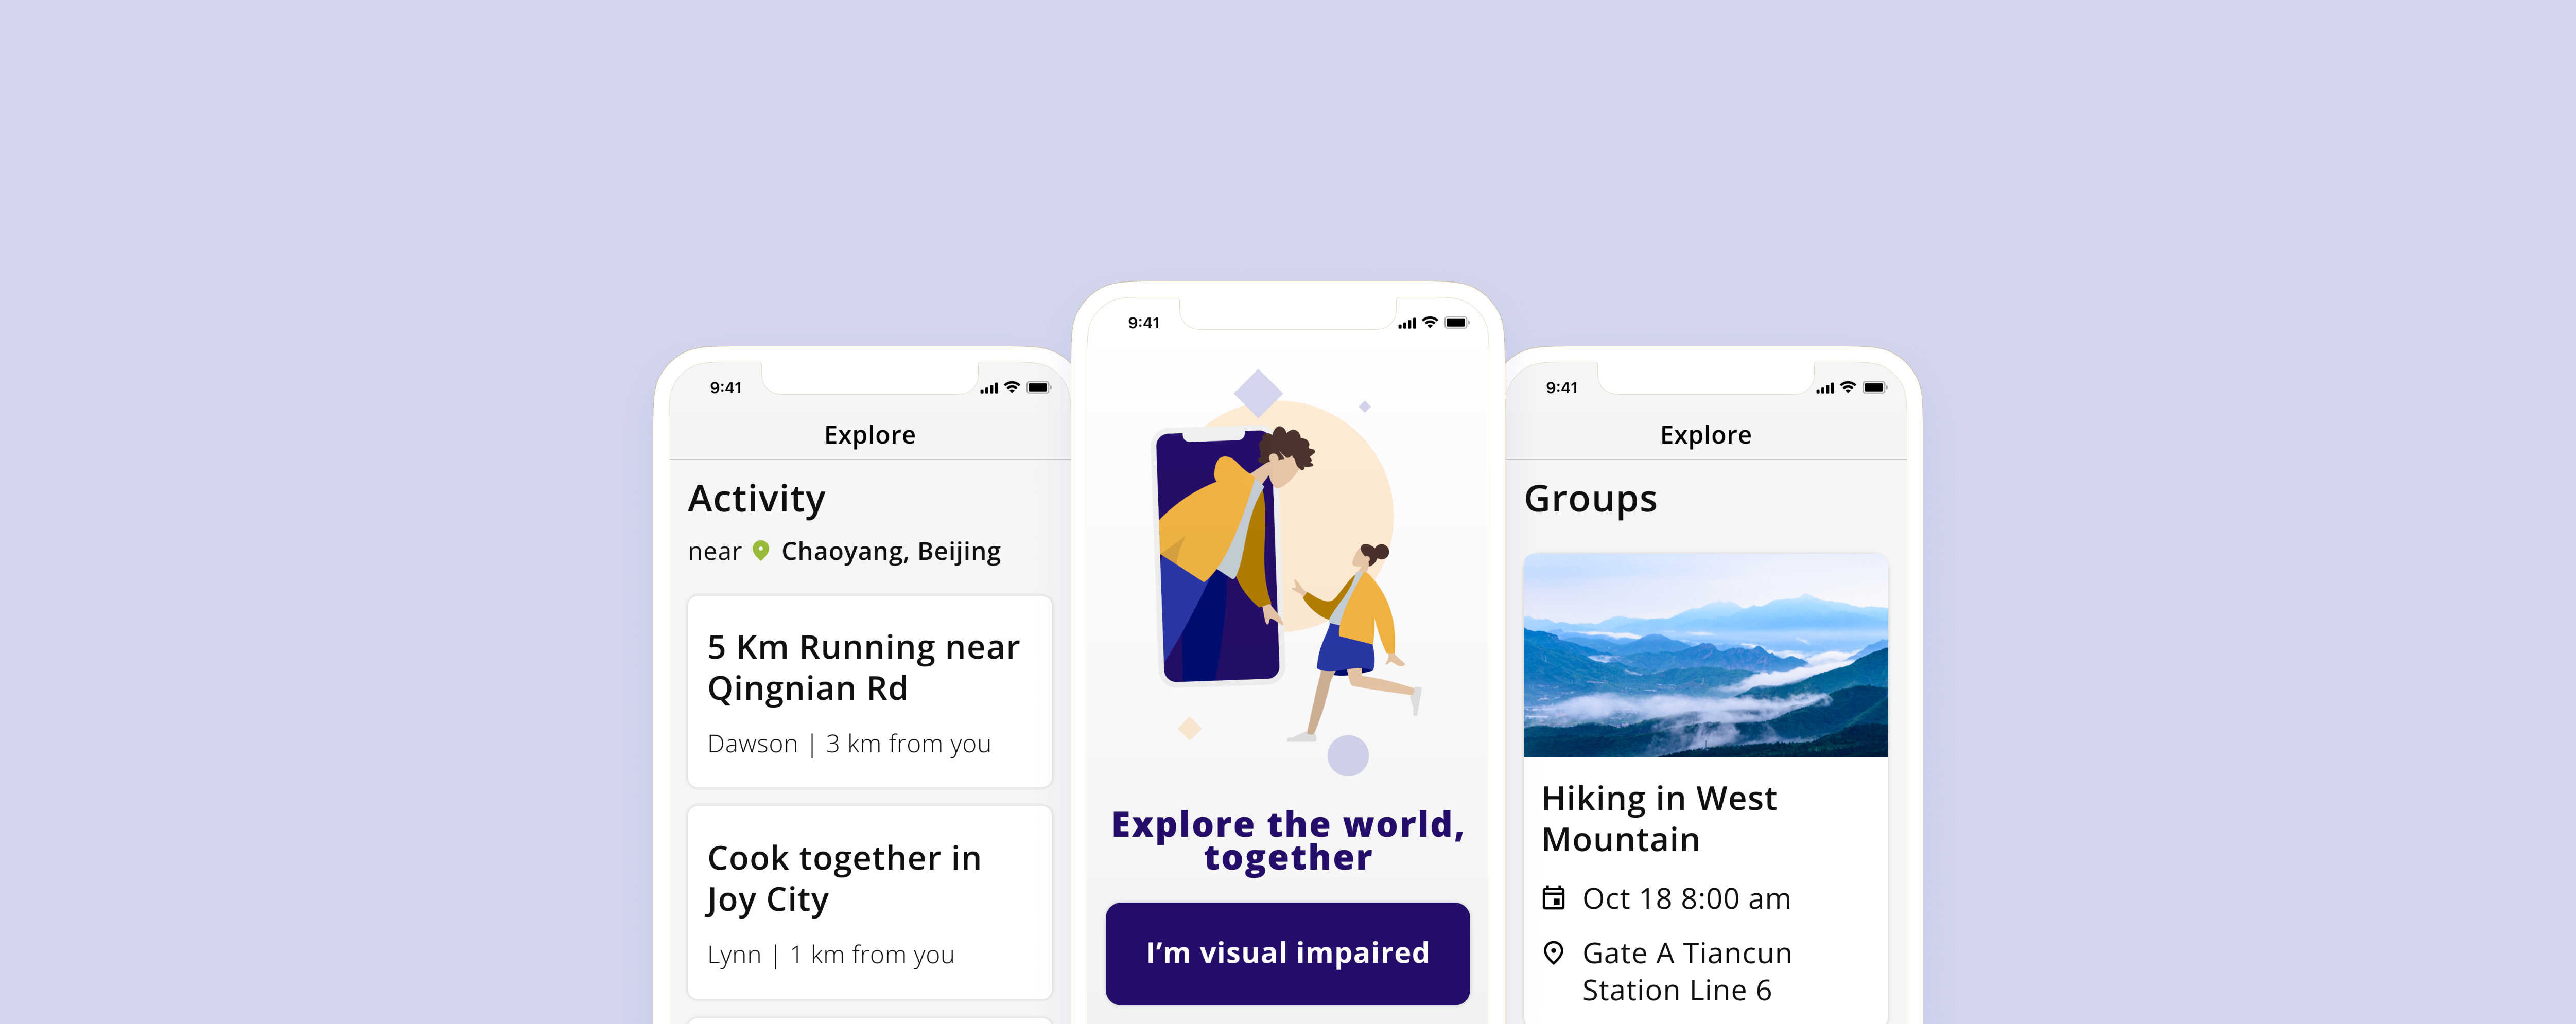 9:41
Explore
Activity
near Chaoyang, Beijing
5 Km Running near
Qingnian Rd
Dawson | 3 km from you
Cook together in
Joy City
Lynn | 1 km from you
9:41
Explore the world,
together
I’m visual impaired
9:41
Explore
Groups
Hiking in West
Mountain
Oct 18 8:00 am
Gate A Tiancun
Station Line 6